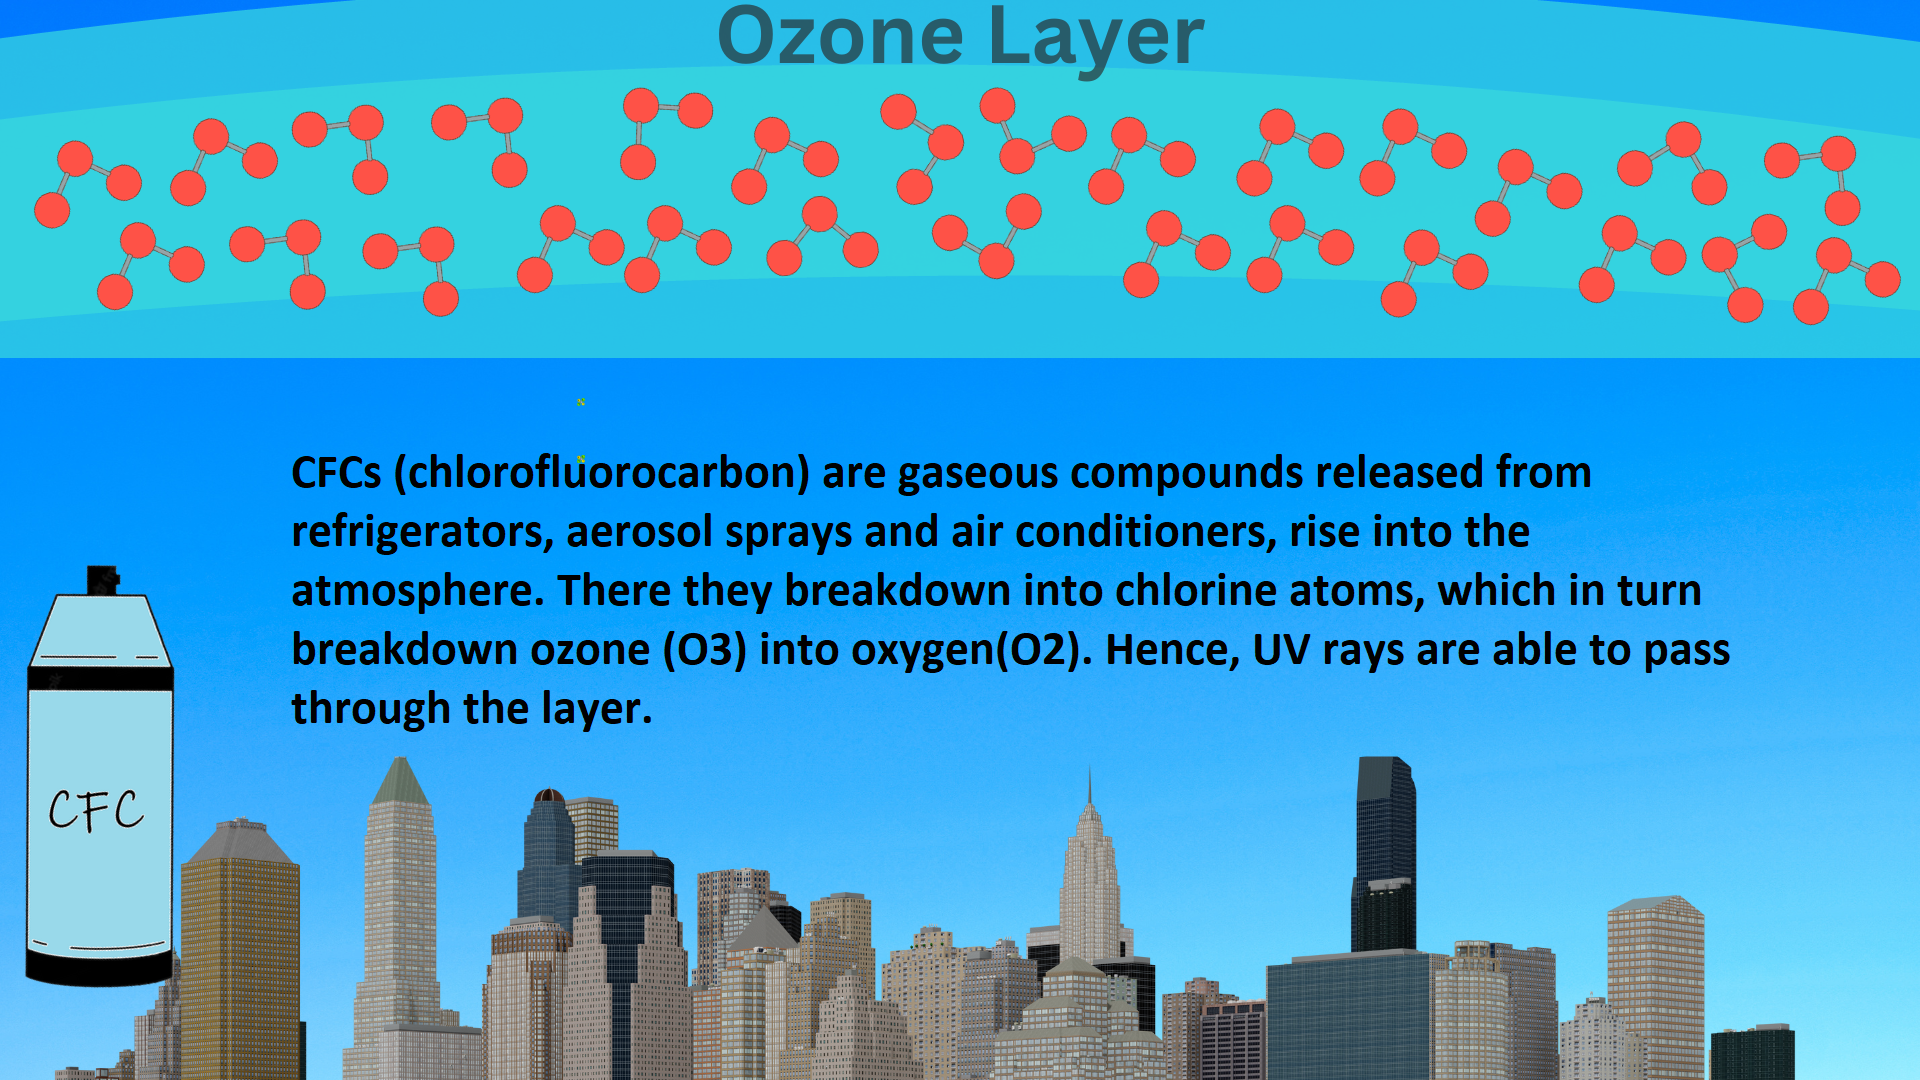 Ozone Layer
CFCs (chlorofluorocarbon) are gaseous compounds released from
refrigerators, aerosol sprays and air conditioners, rise into the
atmosphere. There they breakdown into chlorine atoms, which in turn
breakdown ozone (O3) into oxygen(O2). Hence, UV rays are able to pass
through the layer.
CFC